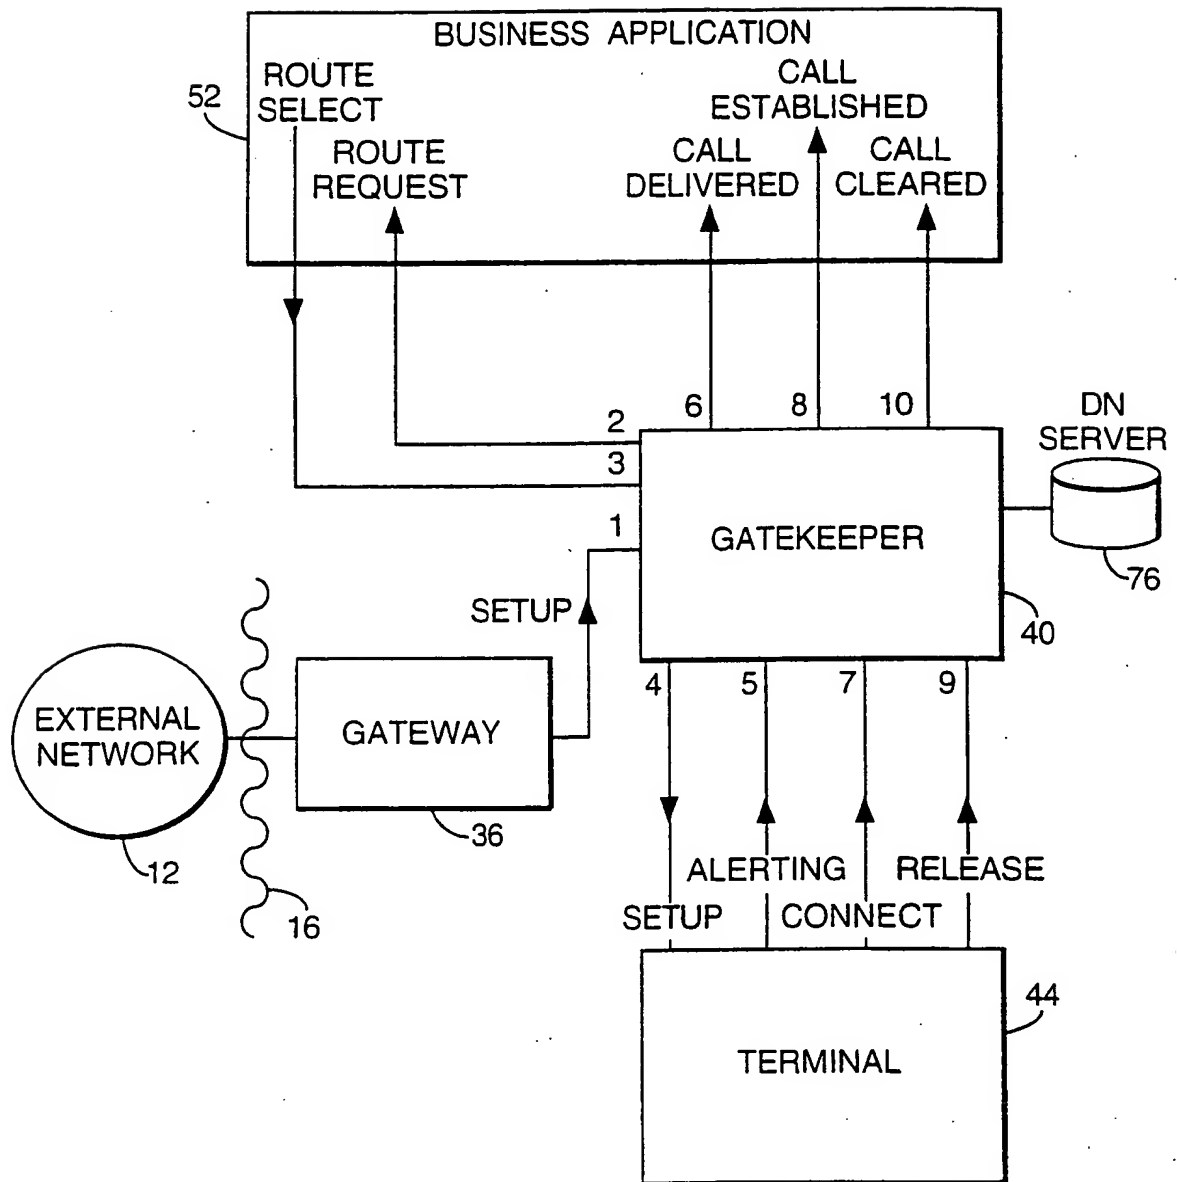 BUSINESS APPLICATION
ROUTE
SELECT
52
CALL
ESTABLISHED
ROUTE
REQUEST
CALL
DELIVERED
CALL
CLEARED
2
3
1
6
8
10
DN
SERVER
GATEKEEPER
76
SETUP
40
EXTERNAL
NETWORK
GATEWAY
4
5
7
9
12
16
36
ALERTING
RELEASE
SETUP
CONNECT
44
TERMINAL